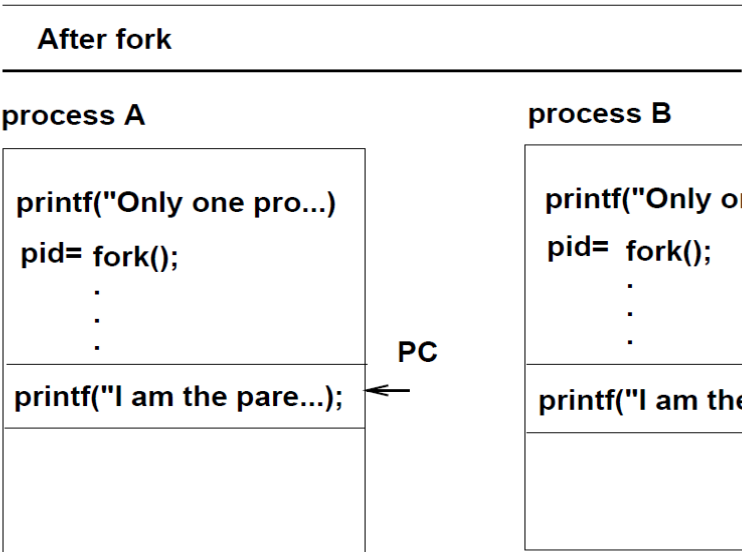 After fork
process A
printf("Only one pro...)
pid= fork();
.
.
.
PC
printf("I am the pare...);
process B
printf("Only
pid= fork();
.
.
.
printf("I am the